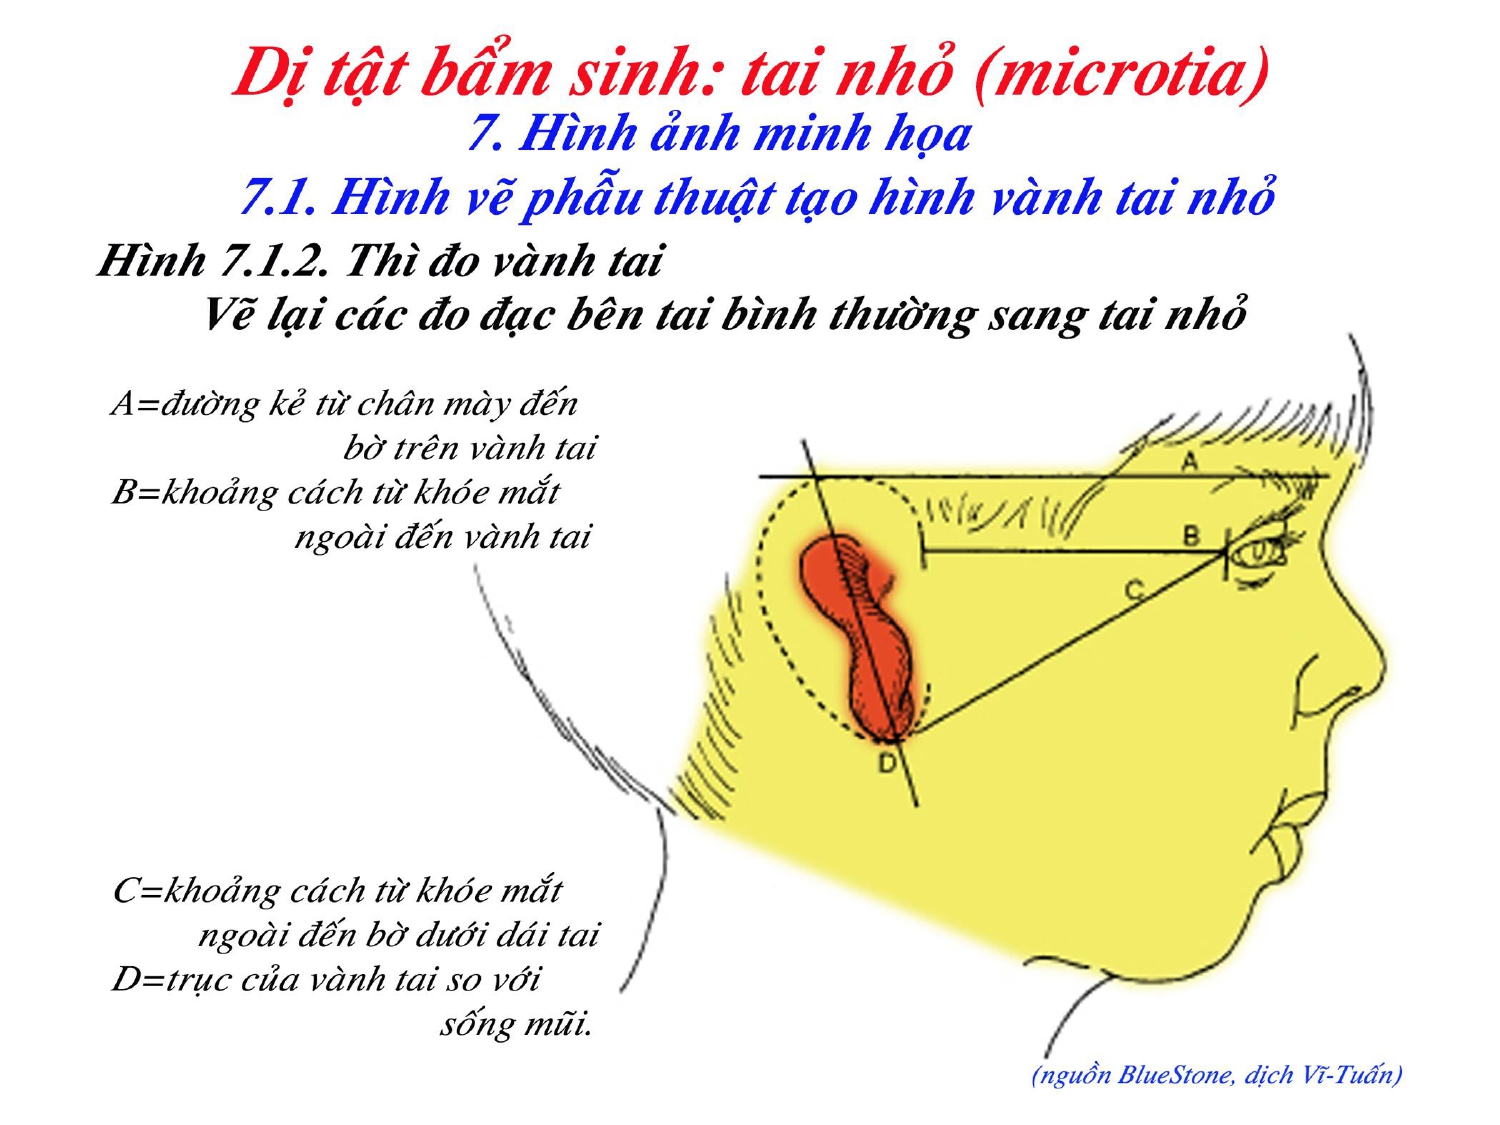 Dị tật bẩm sinh: tai nhỏ (microtia)
7. Hình ảnh minh họa
7.1. Hình vẽ phẫu thuật tạo hình vành tai nhỏ
Hình 7.1.2. Thì đo vành tai
Vẽ lại các đo đạc bên tai bình thường sang tai nhỏ
A=đường kẻ từ chân mày đến
bờ trên vành tai
B=khoảng cách từ khóe mắt
ngoài đến vành tai
A
B
C
D
C=khoảng cách từ khóe mắt
ngoài đến bờ dưới dái tai
D=trục của vành tai so với
sống mũi.
(nguồn BlueStone, dịch Vĩ-Tuấn)